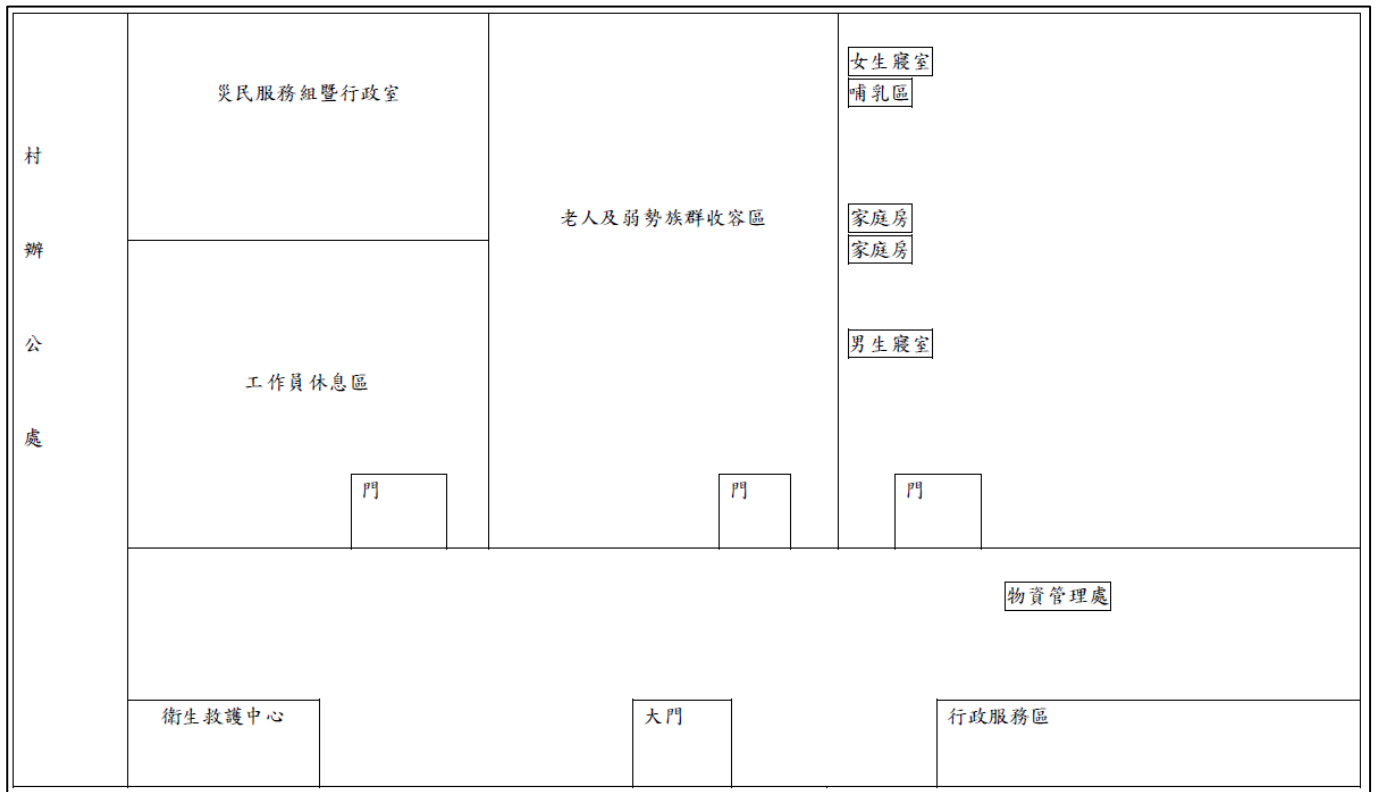 村
辦
公
處
災民服務組暨行政室
工作員休息區
門
老人及弱勢族群收容區
門
女生寢室
哺乳區
家庭房
家庭房
男生寢室
門
物資管理處
衛生救護中心
大門
行政服務區